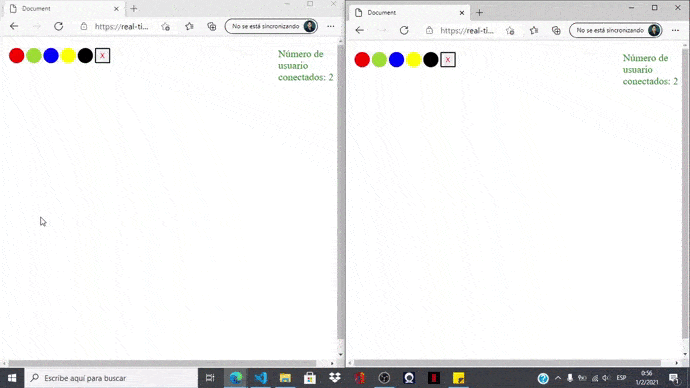 Document
Document
https://real-ti...
No se está sincronizando
https://real-ti...
No se está sincronizando
X
Número de
usuario
conectados: 2
X
Número de
usuario
conectados: 2
Escribe aquí para buscar
ESP
0:56
1/2/2021